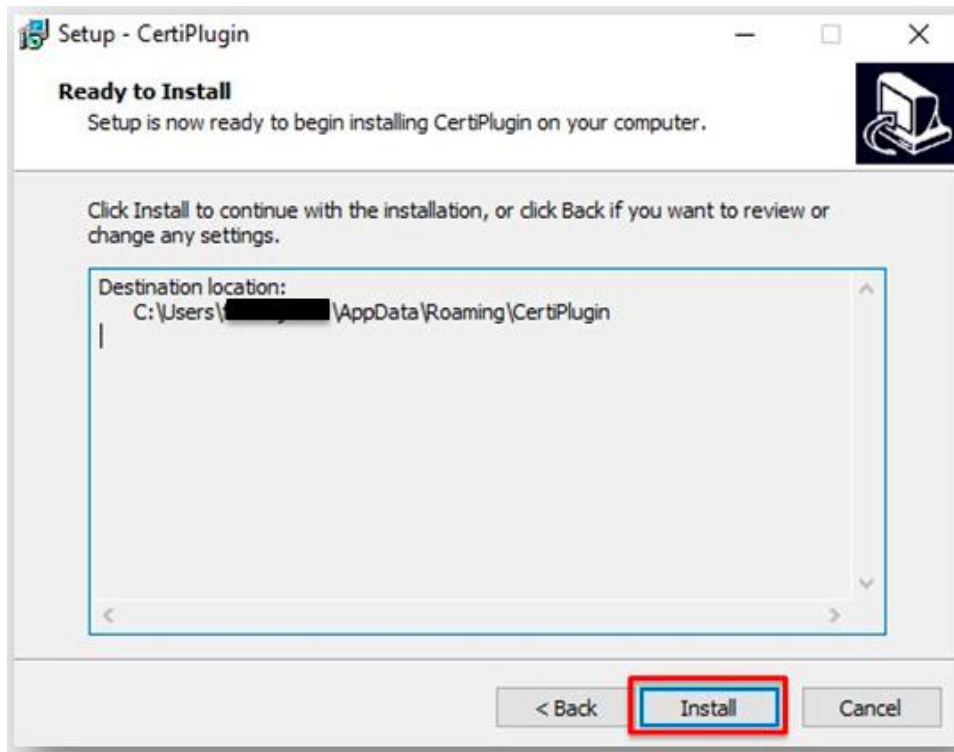 Setup - CertiPlugin
Ready to Install
Setup is now ready to begin installing CertiPlugin on your computer.
Click Install to continue with the installation, or click Back if you want to review or
change any settings.
Destination location:
C:\Users\ \AppData\Roaming\CertiPlugin
< Back
Install
Cancel